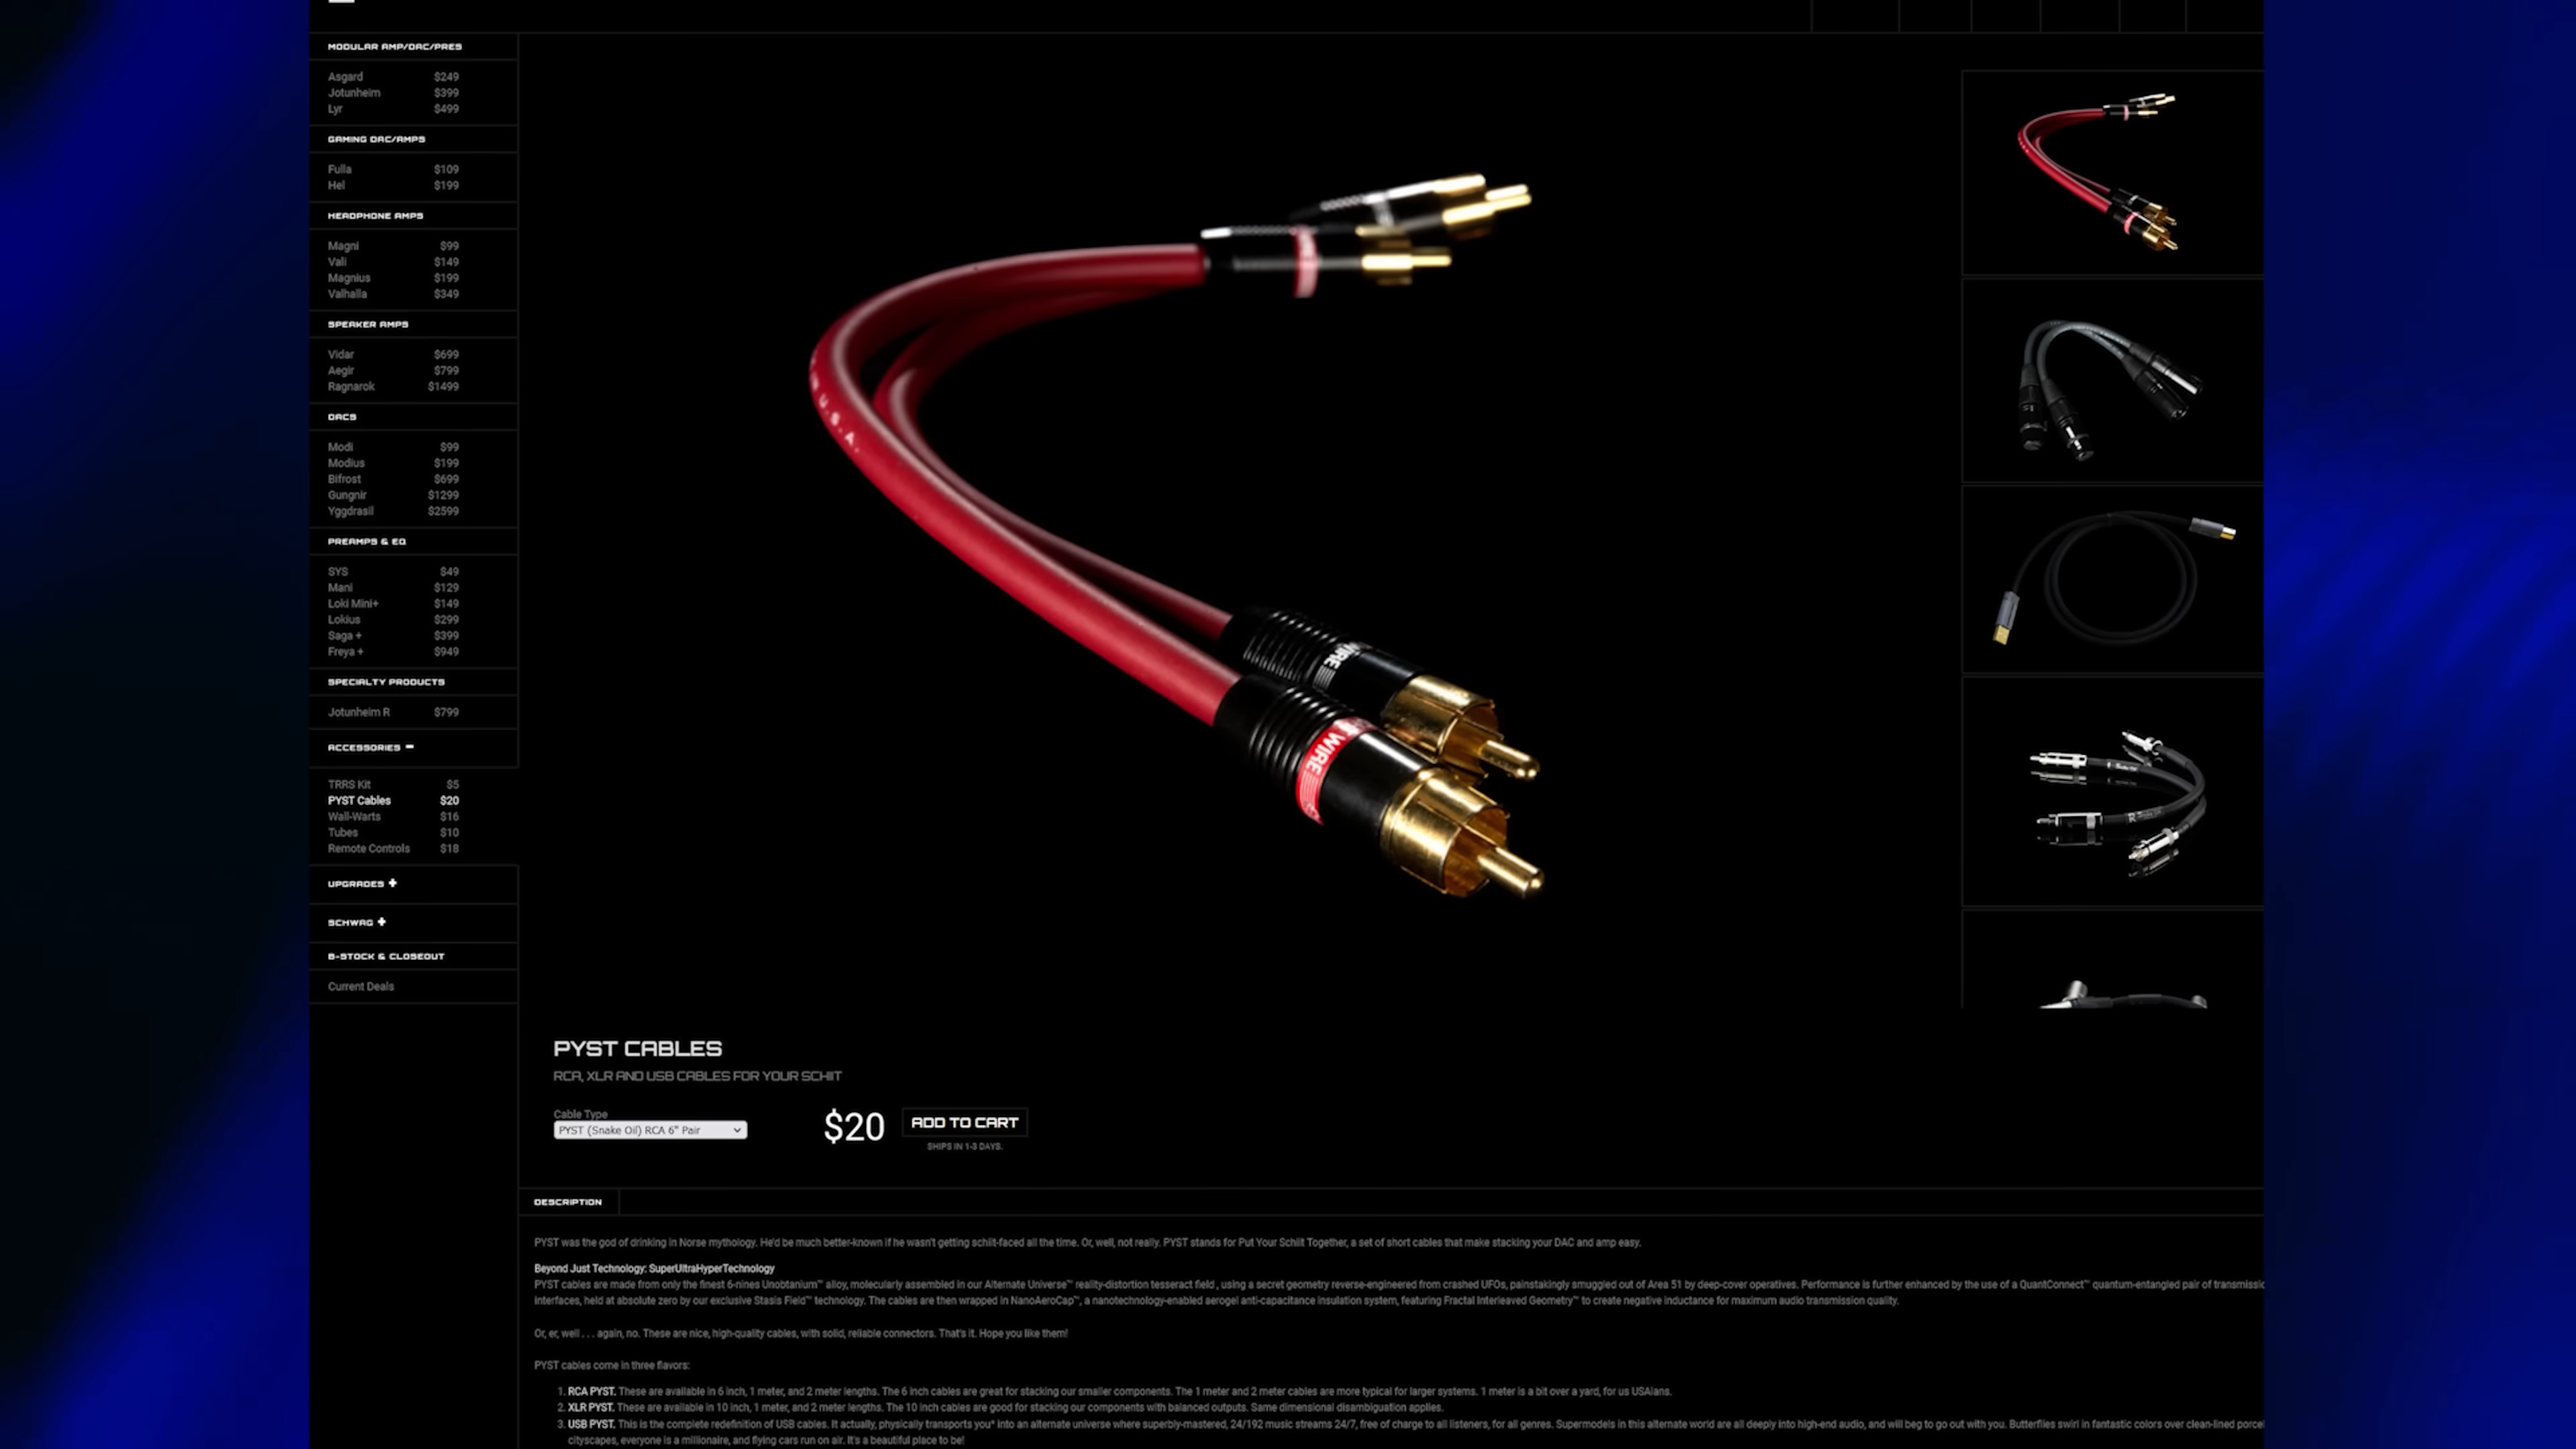 MODULAR AMP/DAC/PRES
Asgard $249
Jotunheim $399
Lyr $499
GAMING DAC/AMPS
Fulla $109
Hel $199
HEADPHONE AMPS
Magni $99
Vali $149
Magnius $199
Valhalla $349
SPEAKER AMPS
Vidar $699
Aegir $799
Ragnarok $1499
DACS
Modi $99
Modius $199
Bifrost $699
Gungnir $1299
Yggdrasil $2599
PREAMPS & EQ
SYS $49
Mani $129
Loki Mini+ $149
Lokius $299
Saga + $399
Freya + $949
SPECIALTY PRODUCTS
Jotunheim R $799
ACCESSORIES -
TRRS Kit $5
PYST Cables $20
Wall-Warts $16
Tubes $10
Remote Controls $18
UPGRADES +
SCHWAG +
B-STOCK & CLOSEOUT
Current Deals
U.S.A.
WIRE
WIRE
PYST CABLES
RCA, XLR AND USB CABLES FOR YOUR SCHIIT
Cable Type
PYST (Snake Oil) RCA 6" Pair
$20
ADD TO CART
SHIPS IN 1-3 DAYS.
DESCRIPTION
PYST was the god of drinking in Norse mythology. He'd be much better-known if he wasn't getting schiit-faced all the time. Or, well, not really. PYST stands for Put Your Schiit Together, a set of short cables that make stacking your DAC and amp easy.
Beyond Just Technology: SuperUltraHyperTechnology
PYST cables are made from only the finest 6-nines Unobtanium™ alloy, molecularly assembled in our Alternate Universe™ reality-distortion tesseract field , using a secret geometry reverse-engineered from crashed UFOs, painstakingly smuggled out of Area 51 by deep-cover operatives. Performance is further enhanced by the use of a QuantConnect™ quantum-entangled pair of transmissic
interfaces, held at absolute zero by our exclusive Stasis Field™ technology. The cables are then wrapped in NanoAeroCap™, a nanotechnology-enabled aerogel anti-capacitance insulation system, featuring Fractal Interleaved Geometry™ to create negative inductance for maximum audio transmission quality.
Or, er, well . . . again, no. These are nice, high-quality cables, with solid, reliable connectors. That's it. Hope you like them!
PYST cables come in three flavors:
1. RCA PYST. These are available in 6 inch, 1 meter, and 2 meter lengths. The 6 inch cables are great for stacking our smaller components. The 1 meter and 2 meter cables are more typical for larger systems. 1 meter is a bit over a yard, for us USAians.
2. XLR PYST. These are available in 10 inch, 1 meter, and 2 meter lengths. The 10 inch cables are good for stacking our components with balanced outputs. Same dimensional disambiguation applies.
3. USB PYST. This is the complete redefinition of USB cables. It actually, physically transports you* into an alternate universe where superbly-mastered, 24/192 music streams 24/7, free of charge to all listeners, for all genres. Supermodels in this alternate world are all deeply into high-end audio, and will beg to go out with you. Butterflies swirl in fantastic colors over clean-lined porcel
cityscapes, everyone is a millionaire, and flying cars run on air. It's a beautiful place to be!